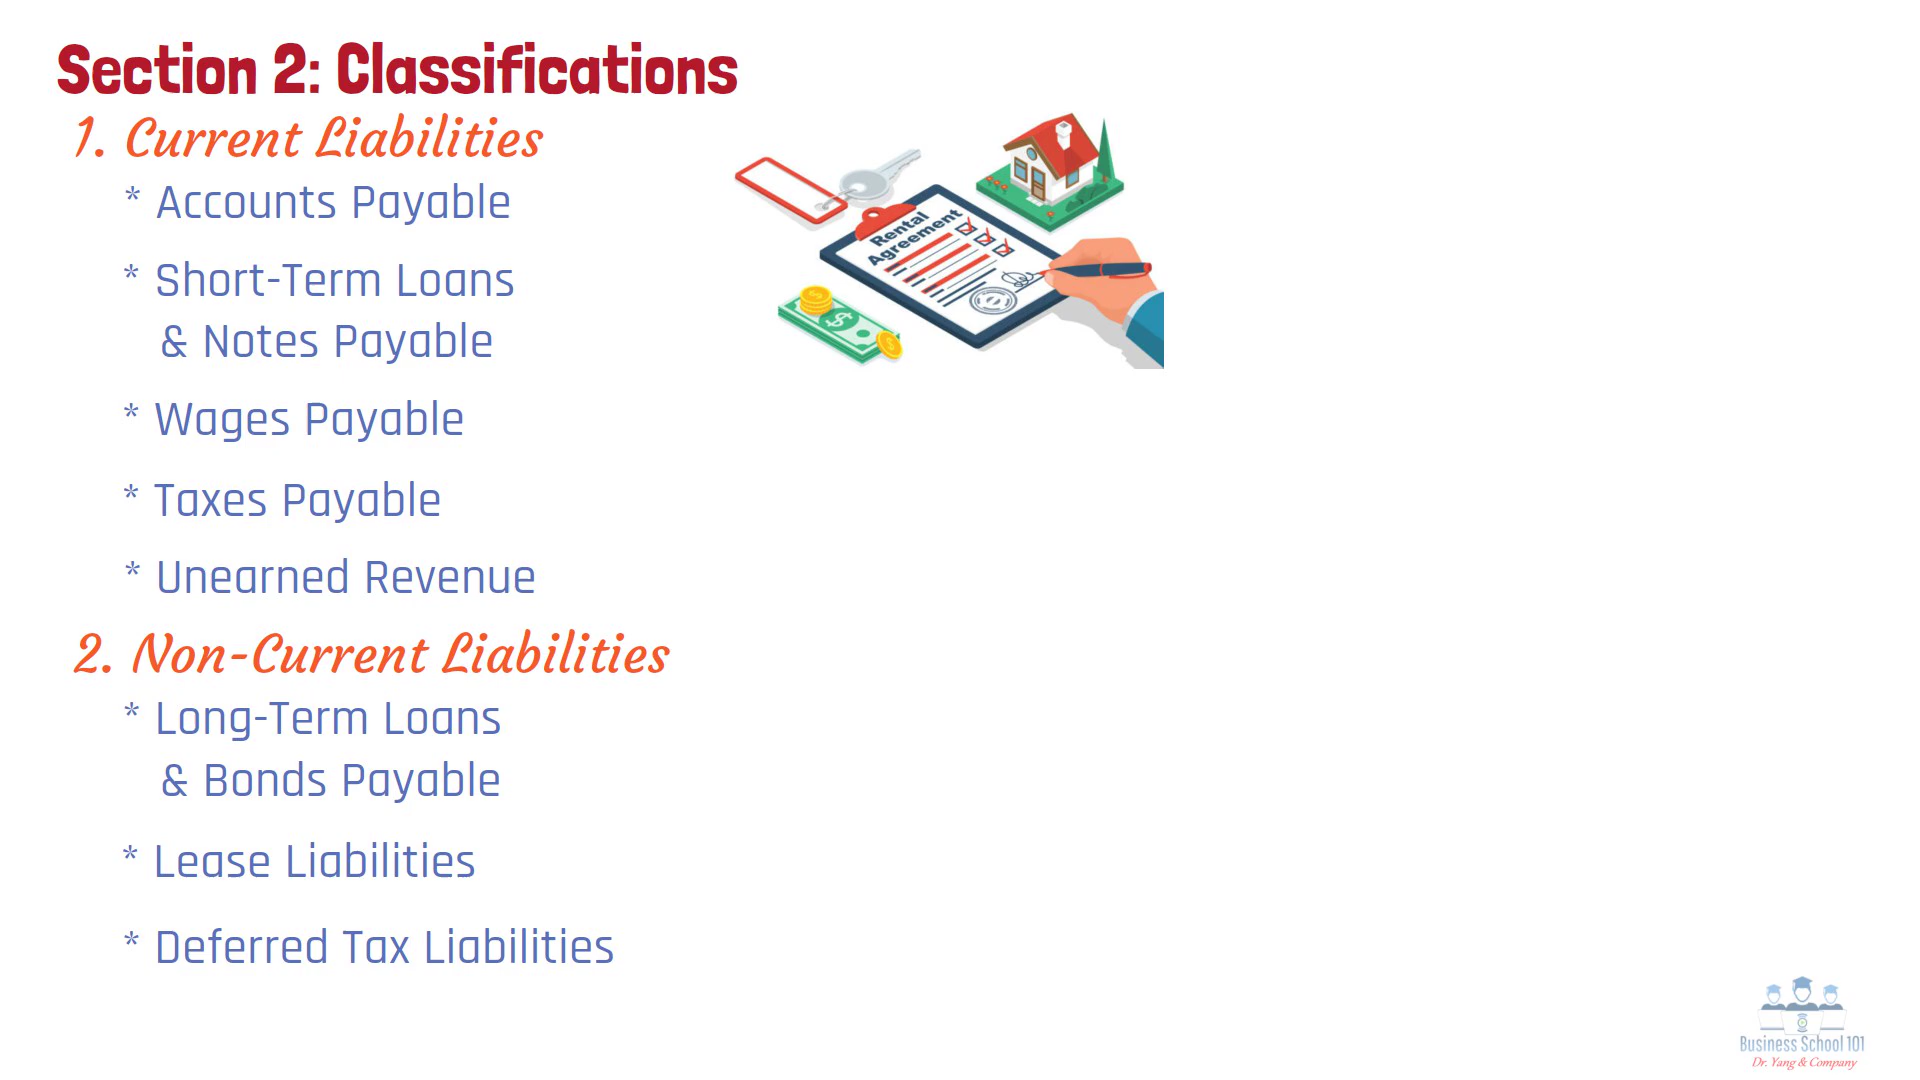 Section 2: Classifications
1. Current Liabilities
* Accounts Payable
* Short-Term Loans
& Notes Payable
* Wages Payable
* Taxes Payable
* Unearned Revenue
2. Non-Current Liabilities
* Long-Term Loans
& Bonds Payable
* Lease Liabilities
* Deferred Tax Liabilities
Rental
Agreement
$
$
$
Business School 101
Dr. Yang & Company